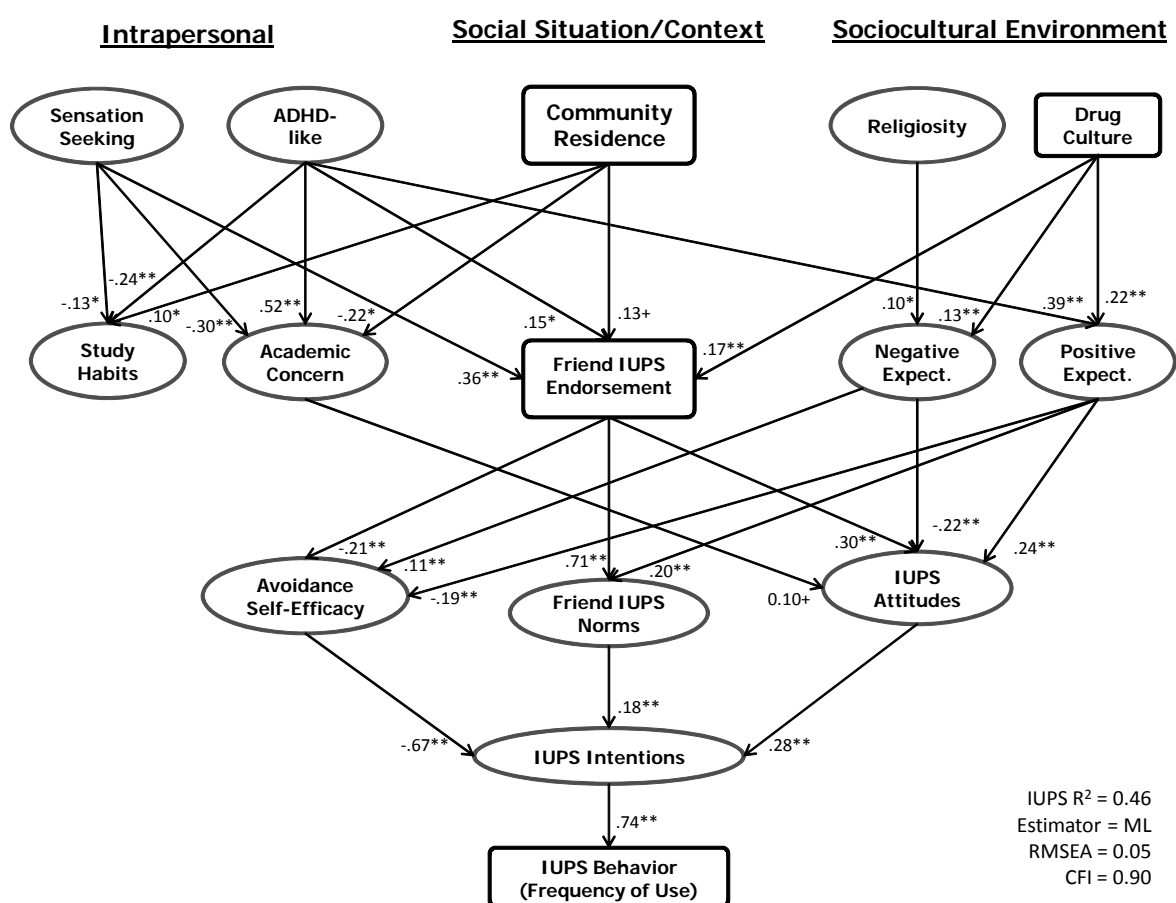 Intrapersonal
Social Situation/Context
Sociocultural Environment
Sensation
Seeking
ADHD-
like
Community
Residence
Religiosity
Drug
Culture
-.24**
-.13*
.10*
-.30**
.52**
-.22*
.15*
.13+
.36**
.17**
.10*
.13**
.39**
.22**
Study
Habits
Academic
Concern
Friend IUPS
Endorsement
Negative
Expect.
Positive
Expect.
-.21**
.11**
-.19**
.71**
.20**
.30**
-.22**
.24**
0.10+
Avoidance
Self-Efficacy
Friend IUPS
Norms
IUPS
Attitudes
-.67**
.18**
.28**
IUPS Intentions
.74**
IUPS Behavior
(Frequency of Use)
IUPS R² = 0.46
Estimator = ML
RMSEA = 0.05
CFI = 0.90